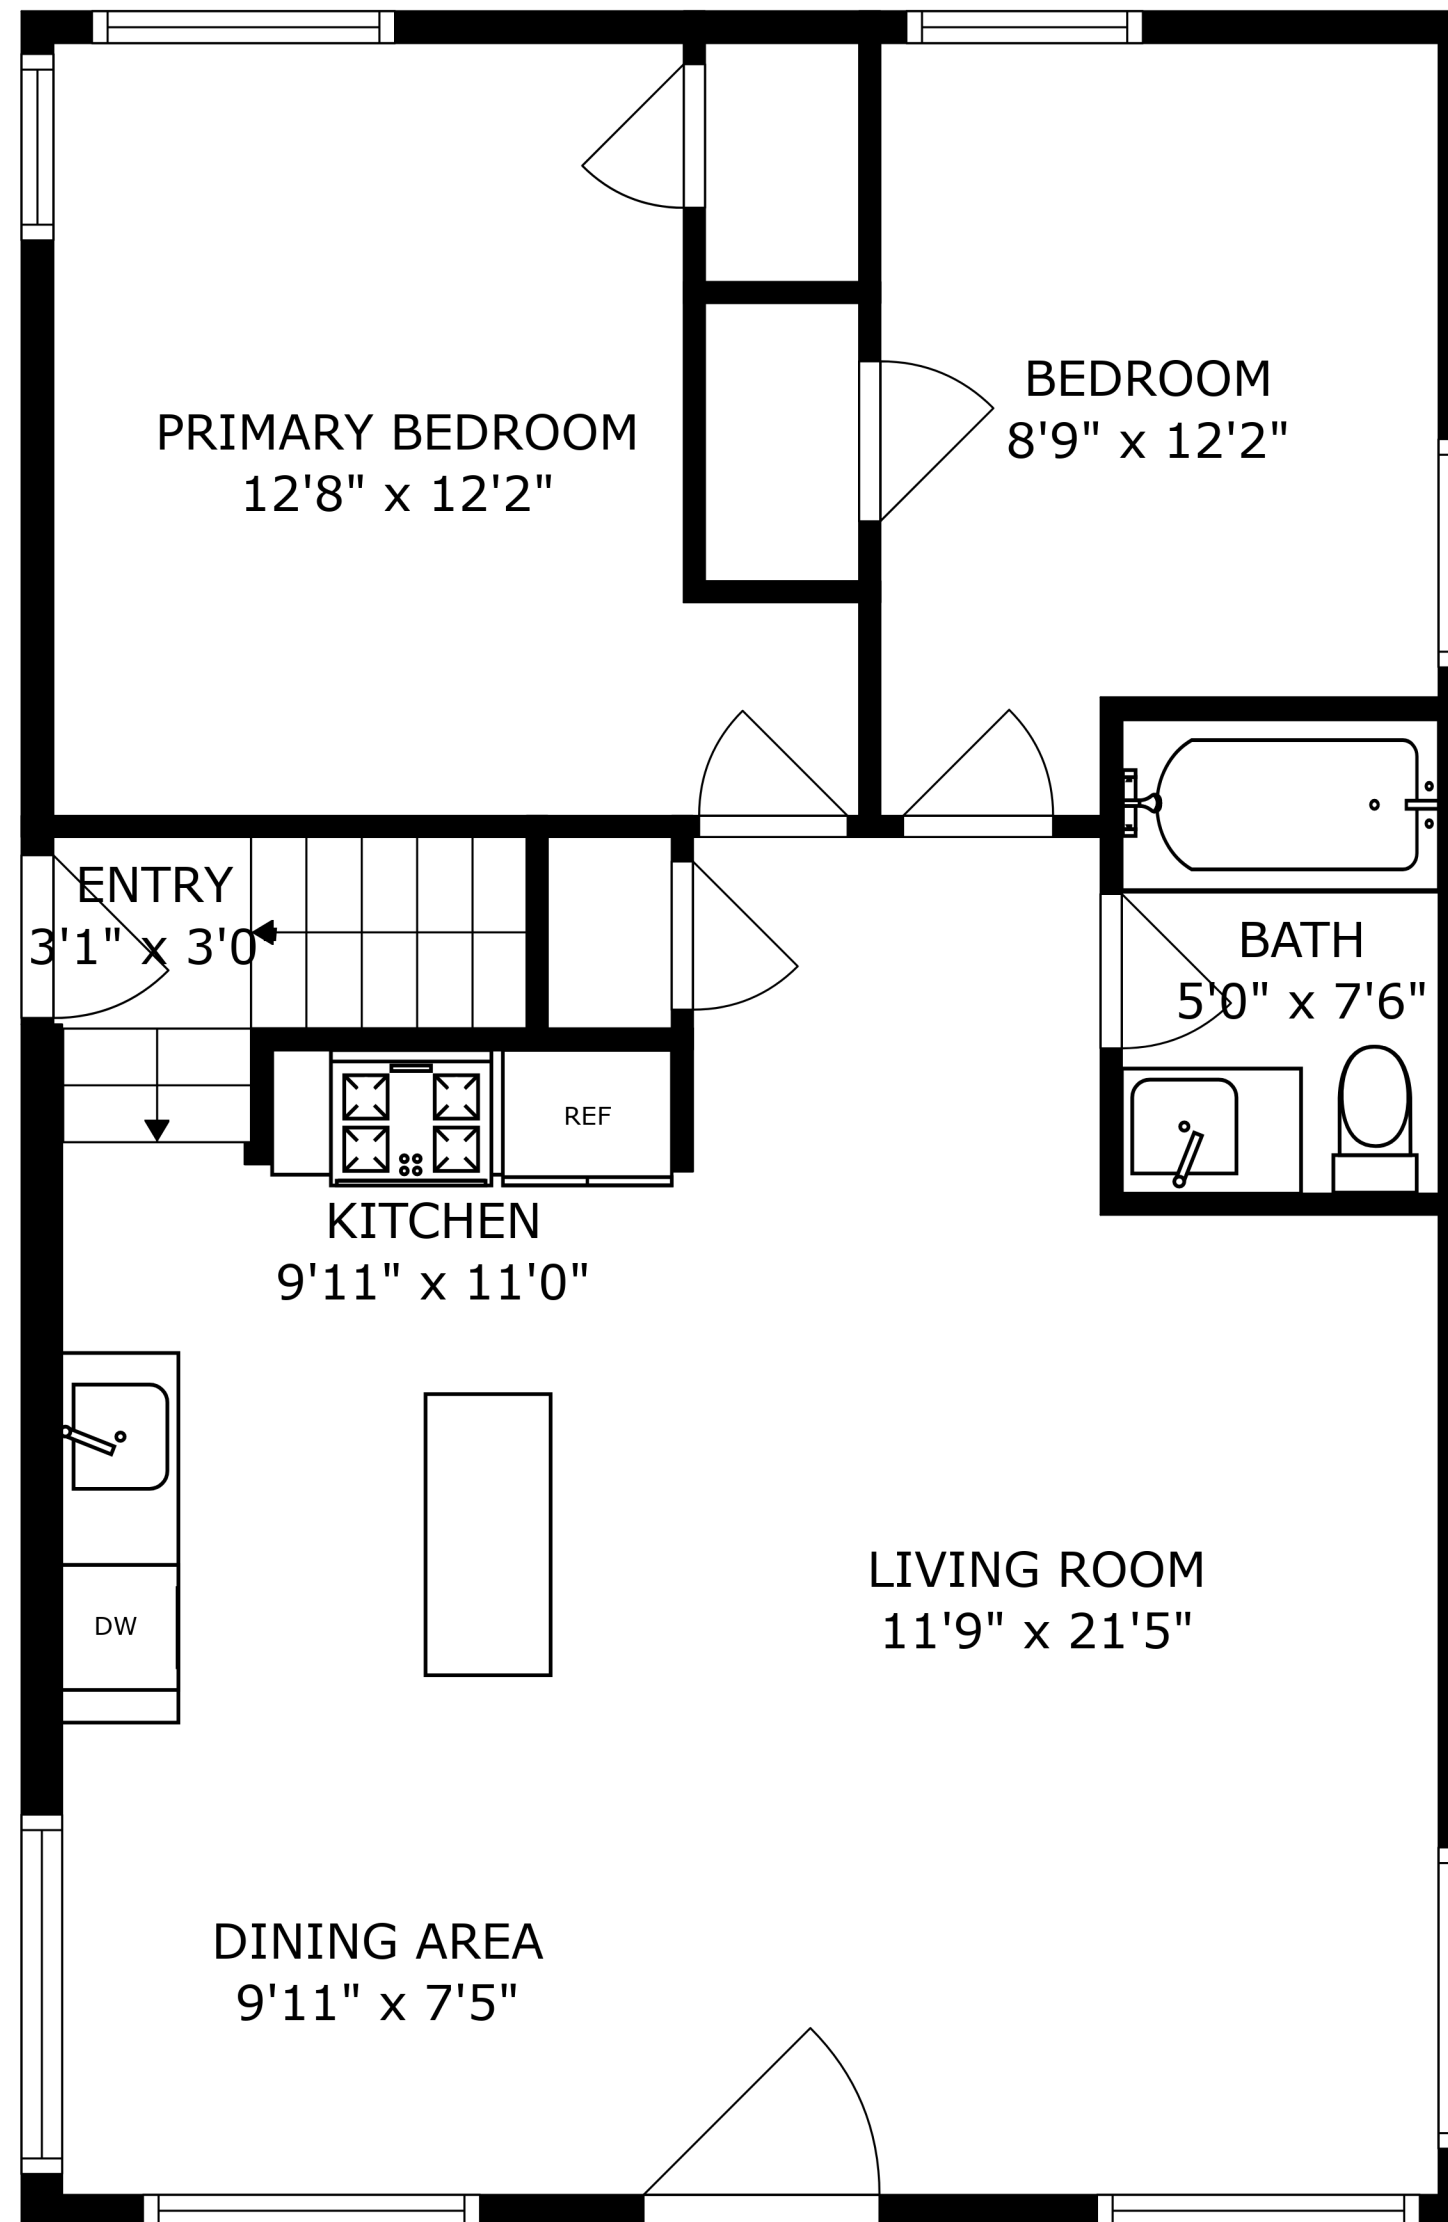 BEDROOM
8'9" x 12'2"
PRIMARY BEDROOM
12'8" x 12'2"
ENTRY
3'1" x 3'0"
BATH
5'0" x 7'6"
REF
KITCHEN
9'11" x 11'0"
LIVING ROOM
11'9" x 21'5"
DW
DINING AREA
9'11" x 7'5"